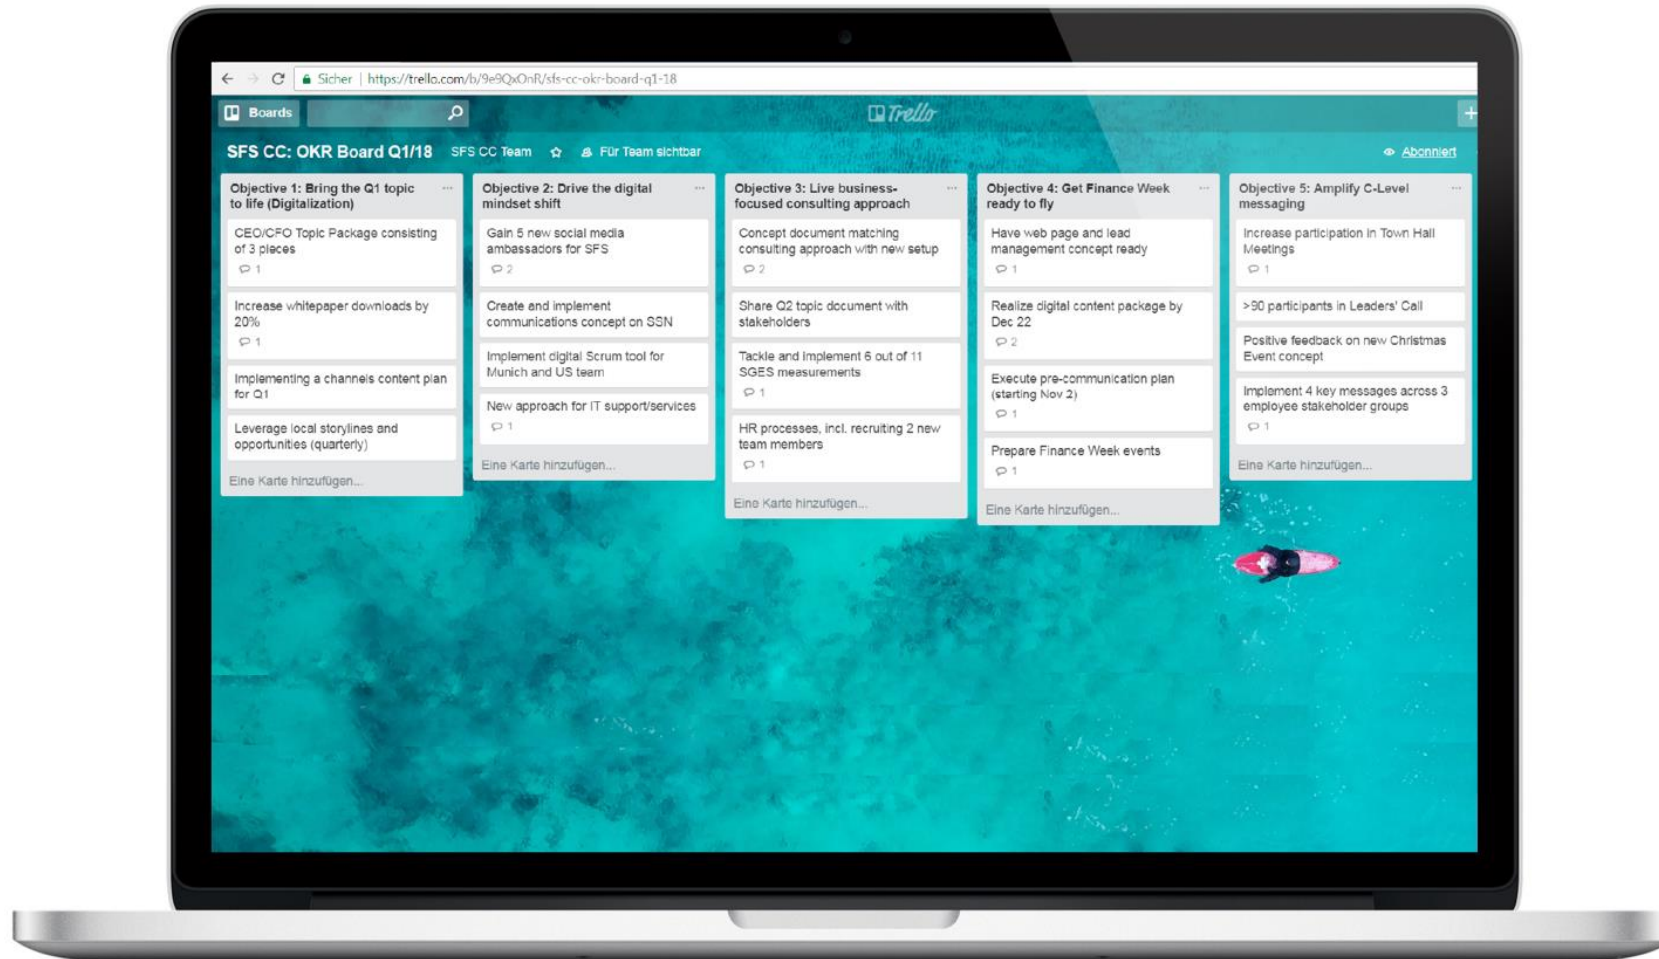 Sicher | https://trello.com/b/9e9QxOnR/sfs-cc-okr-board-q1-18
Boards
Trello
SFS CC: OKR Board Q1/18 SFS CC Team Für Team sichtbar Abonniert
Objective 1: Bring the Q1 topic
to life (Digitalization)
CEO/CFO Topic Package consisting
of 3 pieces
1
Increase whitepaper downloads by
20%
1
Implementing a channels content plan
for Q1
Leverage local storylines and
opportunities (quarterly)
Eine Karte hinzufügen...
Objective 2: Drive the digital
mindset shift
Gain 5 new social media
ambassadors for SFS
2
Create and implement
communications concept on SSN
Implement digital Scrum tool for
Munich and US team
New approach for IT support/services
1
Eine Karte hinzufügen...
Objective 3: Live business-
focused consulting approach
Concept document matching
consulting approach with new setup
2
Share Q2 topic document with
stakeholders
Tackle and Implement 6 out of 11
SGES measurements
1
HR processes, incl. recruiting 2 new
team members
1
Eine Karte hinzufügen...
Objective 4: Get Finance Week
ready to fly
Have web page and lead
management concept ready
1
Realize digital content package by
Dec 22
2
Execute pre-communication plan
(starting Nov 2)
1
Prepare Finance Week events
1
Eine Karte hinzufügen...
Objective 5: Amplify C-Level
messaging
Increase participation in Town Hall
Meetings
1
>90 participants in Leaders' Call
Positive feedback on new Christmas
Event concept
Implement 4 key messages across 3
employee stakeholder groups
1
Eine Karte hinzufügen...